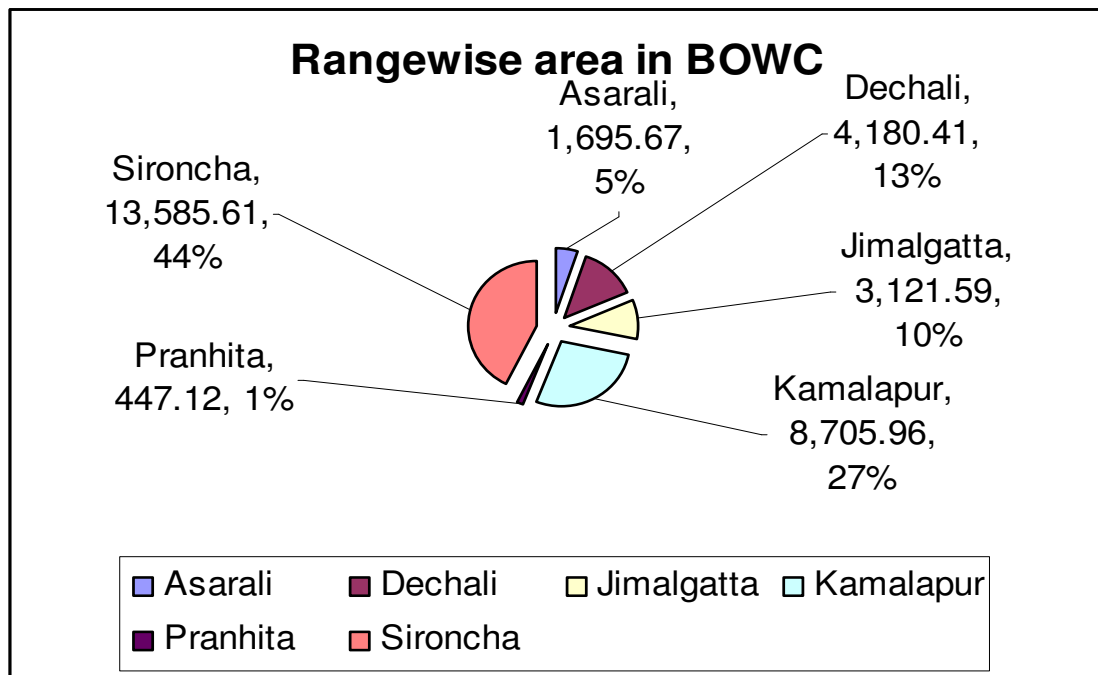 Rangewise area in BOWC
Asarali,
1,695.67,
5%
Dechali,
4,180.41,
13%
Sironcha,
13,585.61,
44%
Jimalgatta,
3,121.59,
10%
Pranhita,
447.12, 1%
Kamalapur,
8,705.96,
27%
Asarali Dechali Jimalgatta Kamalapur
Pranhita Sironcha